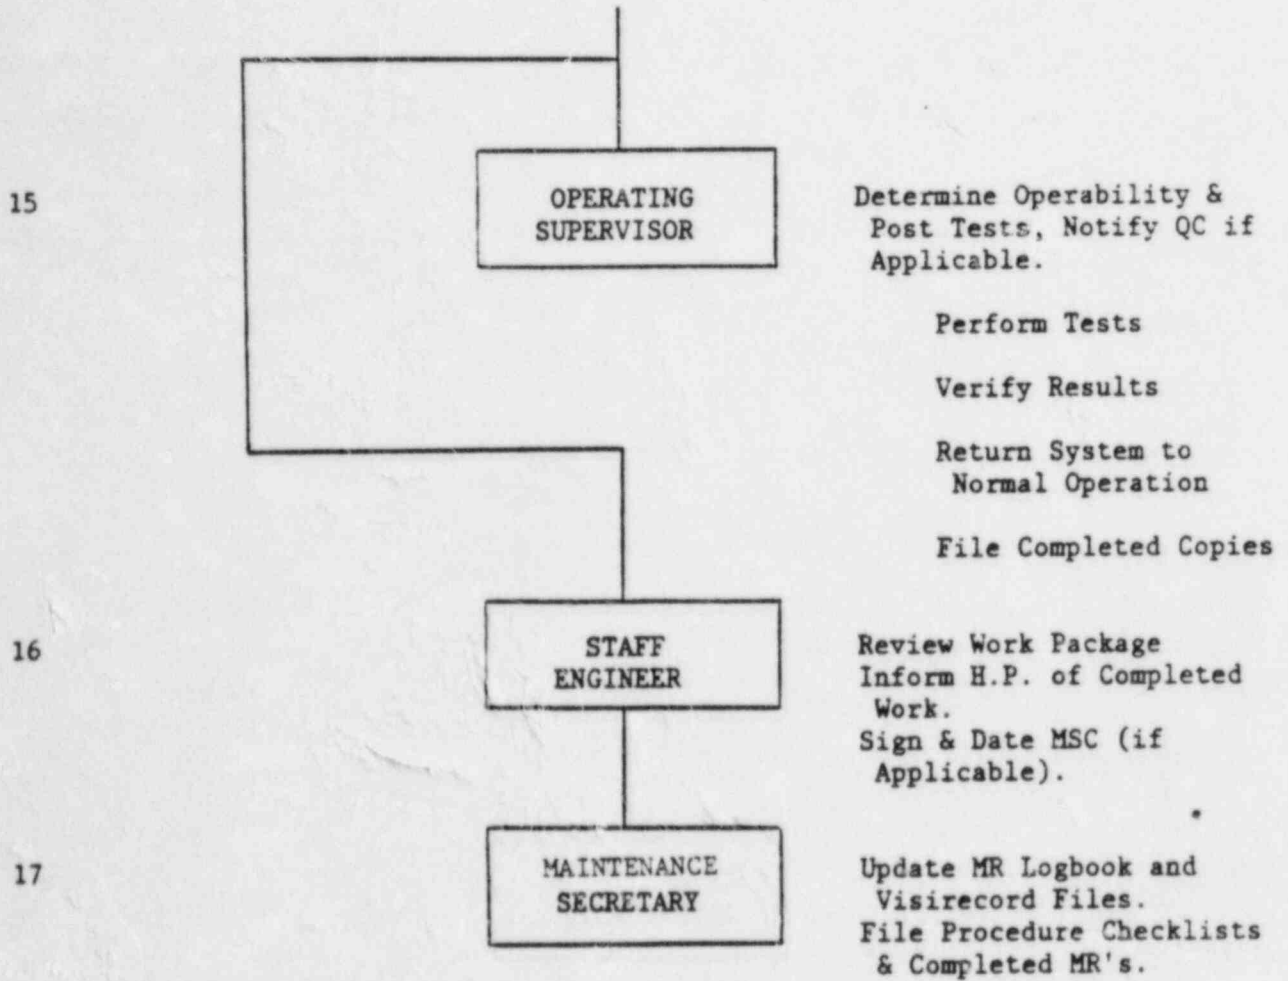 15
OPERATING
SUPERVISOR
Determine Operability &
Post Tests, Notify QC if
Applicable.
Perform Tests
Verify Results
Return System to
Normal Operation
File Completed Copies
16
STAFF
ENGINEER
Review Work Package
Inform H.P. of Completed
Work.
Sign & Date MSC (if
Applicable).
17
MAINTENANCE
SECRETARY
Update MR Logbook and
Visirecord Files.
File Procedure Checklists
& Completed MR's.